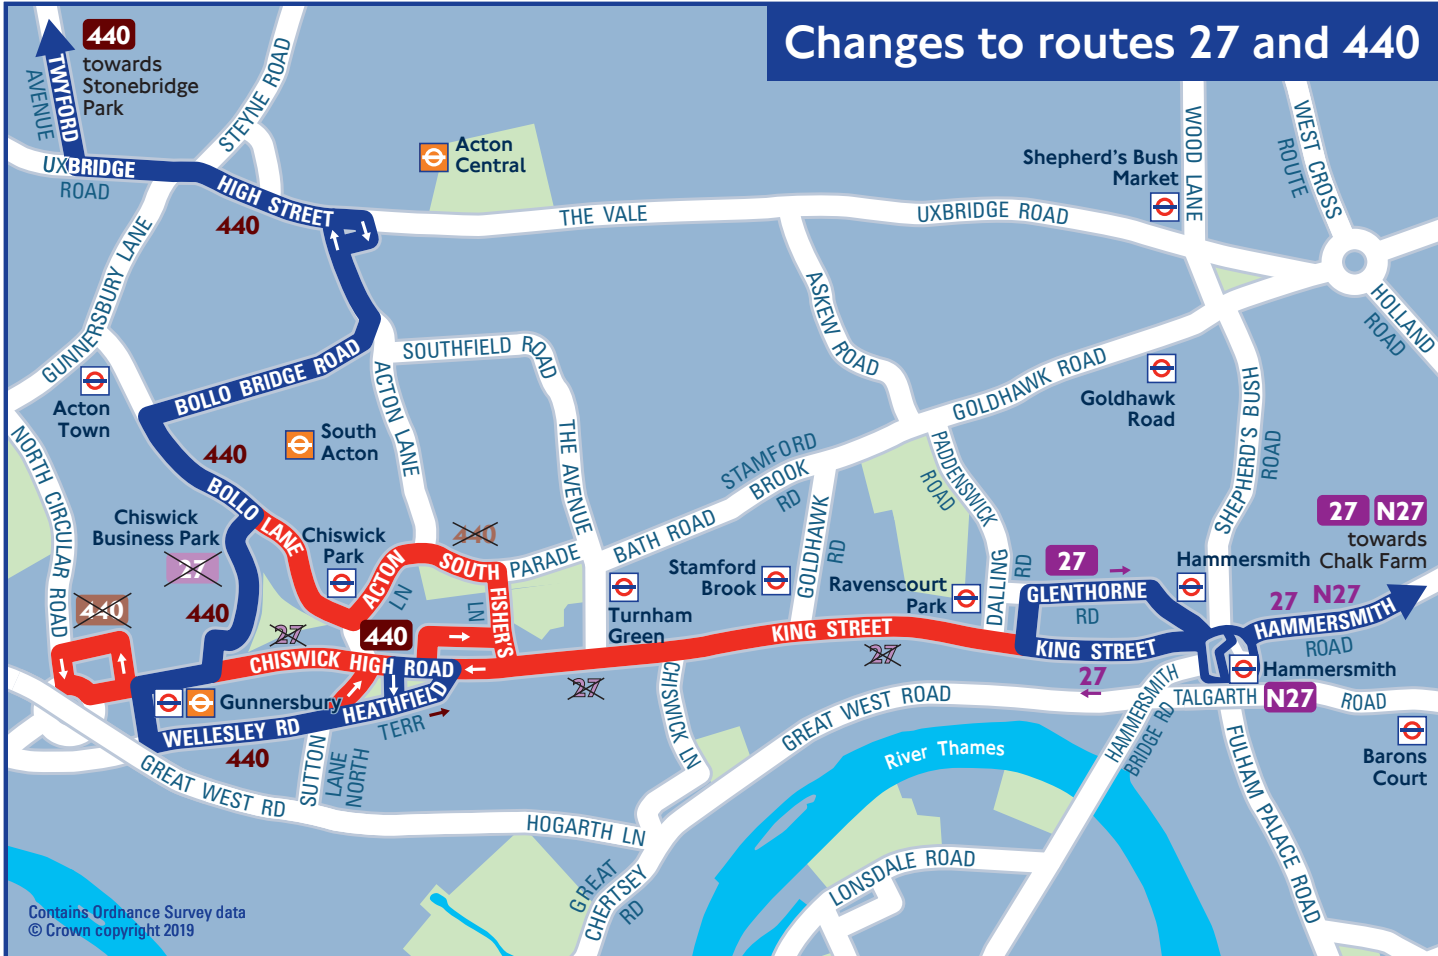 Changes to routes 27 and 440
440
towards
Stonebridge
Park
TWYFORD
AVENUE
STEYNE ROAD
UXBRIDGE
ROAD
HIGH STREET
440
Acton
Central
THE VALE
UXBRIDGE ROAD
Shepherd's Bush
Market
WOOD LANE
WEST CROSS
ROUTE
HOLLAND
ROAD
GUNNERSBURY LANE
ASKEW ROAD
SOUTHFIELD ROAD
BOLLO BRIDGE ROAD
ACTON LANE
Acton
Town
GOLDHAWK ROAD
Goldhawk
Road
SHEPHERD'S BUSH
ROAD
South
Acton
440
THE AVENUE
STAMFORD
BROOK
RD
PADDENSWICK
ROAD
NORTH CIRCULAR ROAD
BOLLO LANE
Chiswick
Business Park
27
Chiswick
Park
440
BATH ROAD
GOLDHAWK
RD
27 N27
towards
Chalk Farm
ACTON
LN
SOUTH
PARADE
FISHER'S
LN
Stamford
Brook
Ravenscourt
Park
DALING
RD
27
Hammersmith
GLENTHORNE
RD
440
440
27
440
Turnham
Green
KING STREET
27
KING STREET
27
27 N27
HAMMERSMITH
ROAD
CHISWICK HIGH ROAD
27
Hammersmith
Gunnersbury
HEATHFIELD
TERR
WELLESLEY RD
440
SUTTON
LANE
NORTH
CHISWICK LN
GREAT WEST ROAD
HAMMERSMITH
BRIDGE RD
TALGARTH
N27
ROAD
Barons
Court
River Thames
FULHAM PALACE ROAD
GREAT WEST RD
HOGARTH LN
GREAT
CHERTSEY
RD
LONSDALE ROAD
Contains Ordnance Survey data
© Crown copyright 2019